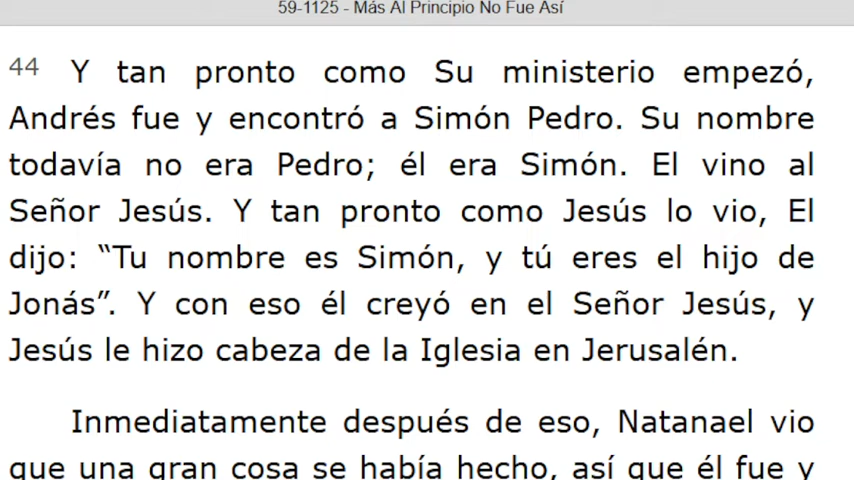 59-1125 - Más Al Principio No Fue Así
44 Y tan pronto como Su ministerio empezó,
Andrés fue y encontró a Simón Pedro. Su nombre
todavía no era Pedro; él era Simón. El vino al
Señor Jesús. Y tan pronto como Jesús lo vio, El
dijo: “Tu nombre es Simón, y tú eres el hijo de
Jonás”. Y con eso él creyó en el Señor Jesús, y
Jesús le hizo cabeza de la Iglesia en Jerusalén.
Inmediatamente después de eso, Natanael vio
que una gran cosa se había hecho, así que él fue y